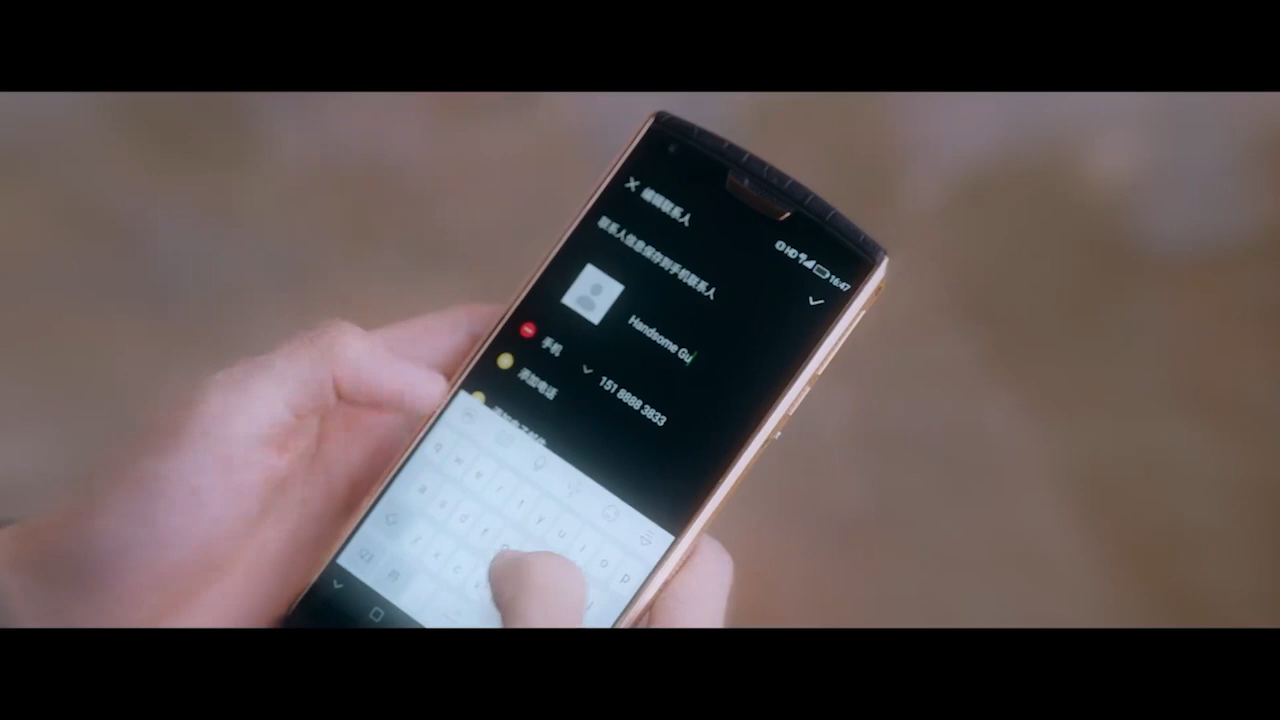 HD 16:47
编辑联系人
联系人信息保存到手机联系人
Handsome Gu
手机
151 8888 3833
添加电话
q w e r t y u i o p
a s d f